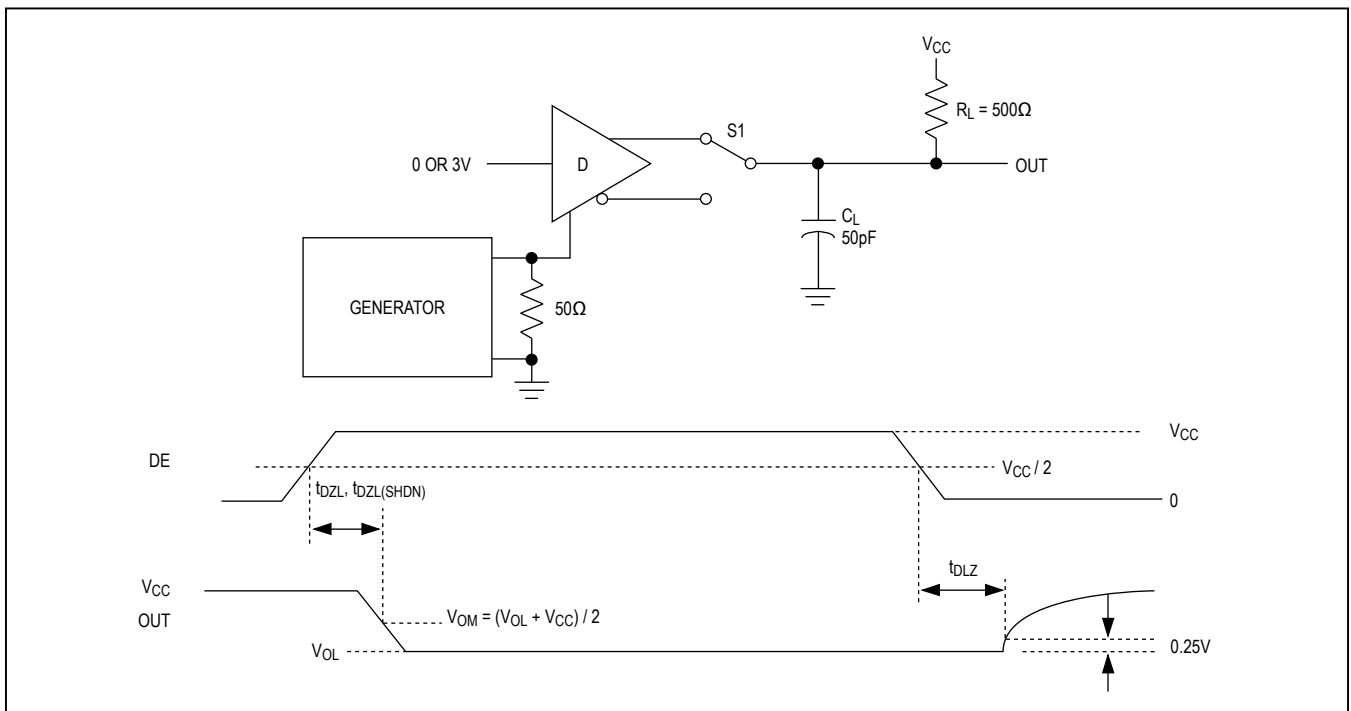 VCC
RL = 500Ω
S1
0 OR 3V
D
OUT
CL
50pF
GENERATOR
50Ω
VCC
DE
VCC / 2
tDZL, tDZL(SHDN)
0
tDLZ
VCC
OUT
VOM = (VOL + VCC) / 2
VOL
0.25V